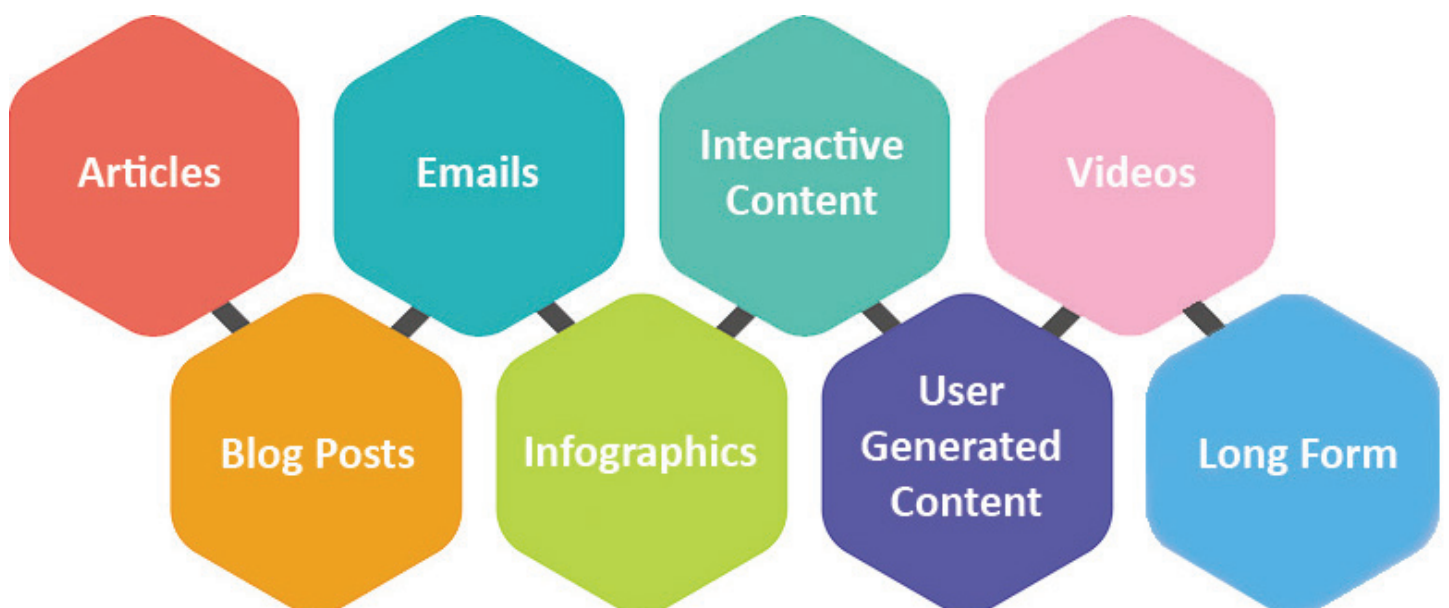 Articles
Emails
Interactive
Content
Videos
Blog Posts
Infographics
User
Generated
Content
Long Form